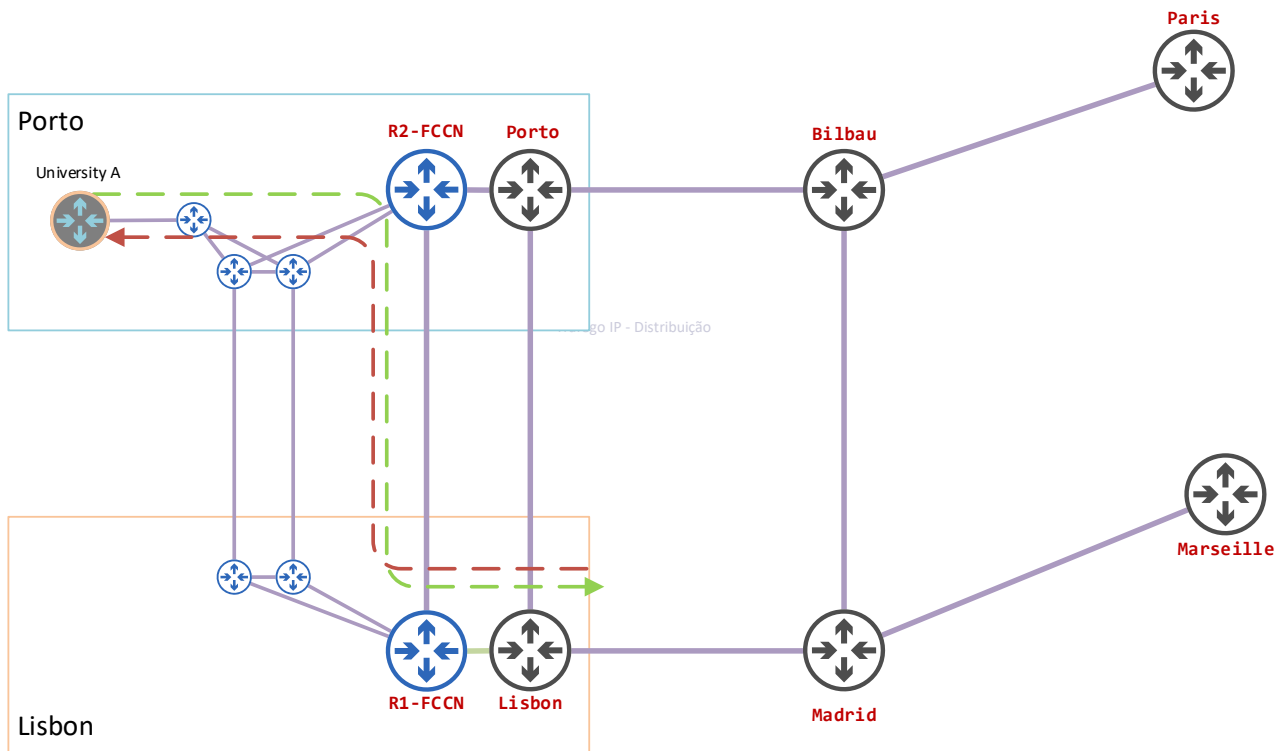 Paris
Porto
R2-FCCN
Porto
Bilbau
University A
go IP - Distribuição
Marseille
R1-FCCN
Lisbon
Madrid
Lisbon